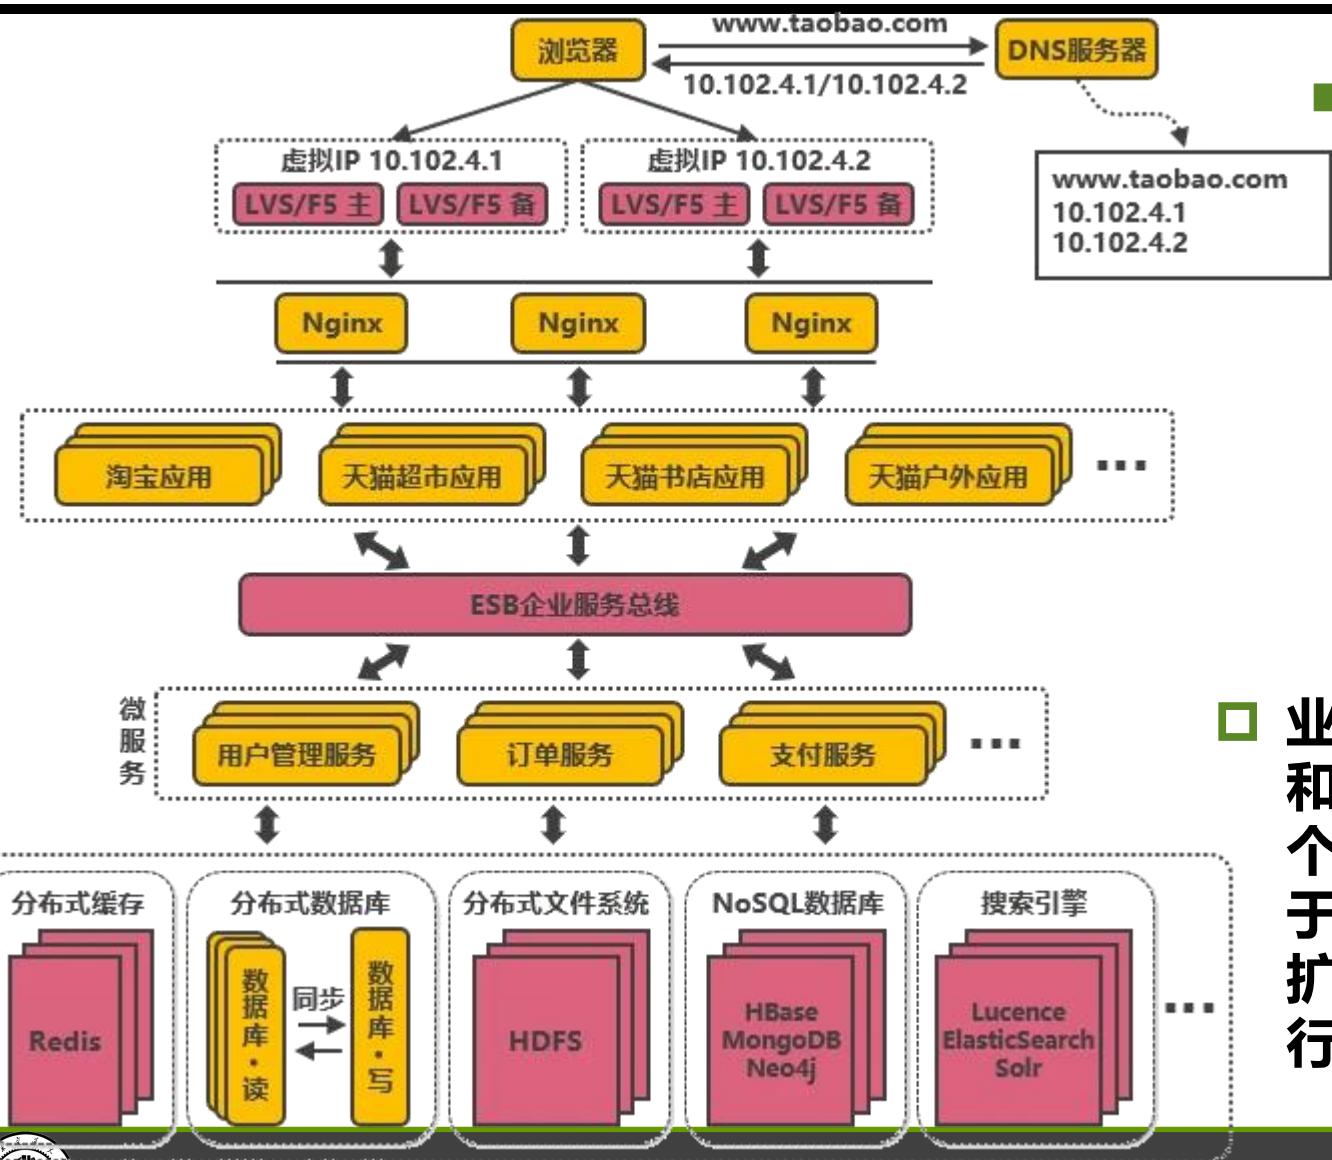 www.taobao.com
浏览器
DNS服务器
10.102.4.1/10.102.4.2
虚拟IP 10.102.4.1
虚拟IP 10.102.4.2
LVS/F5 主
LVS/F5 备
LVS/F5 主
LVS/F5 备
www.taobao.com
10.102.4.1
10.102.4.2
Nginx
Nginx
Nginx
淘宝应用
天猫超市应用
天猫书店应用
天猫户外应用
...
ESB企业服务总线
微服务
用户管理服务
订单服务
支付服务
...
分布式缓存
分布式数据库
分布式文件系统
NoSQL数据库
搜索引擎
Redis
数据库·读
同步
数据库·写
HDFS
HBase
MongoDB
Neo4j
Lucence
ElasticSearch
Solr
...
业
和
个
于
扩
行